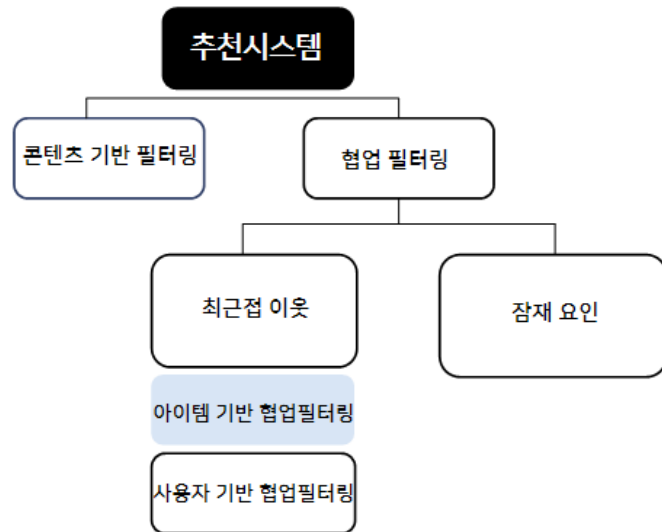 추천시스템
콘텐츠 기반 필터링
협업 필터링
최근접 이웃
잠재 요인
아이템 기반 협업필터링
사용자 기반 협업필터링